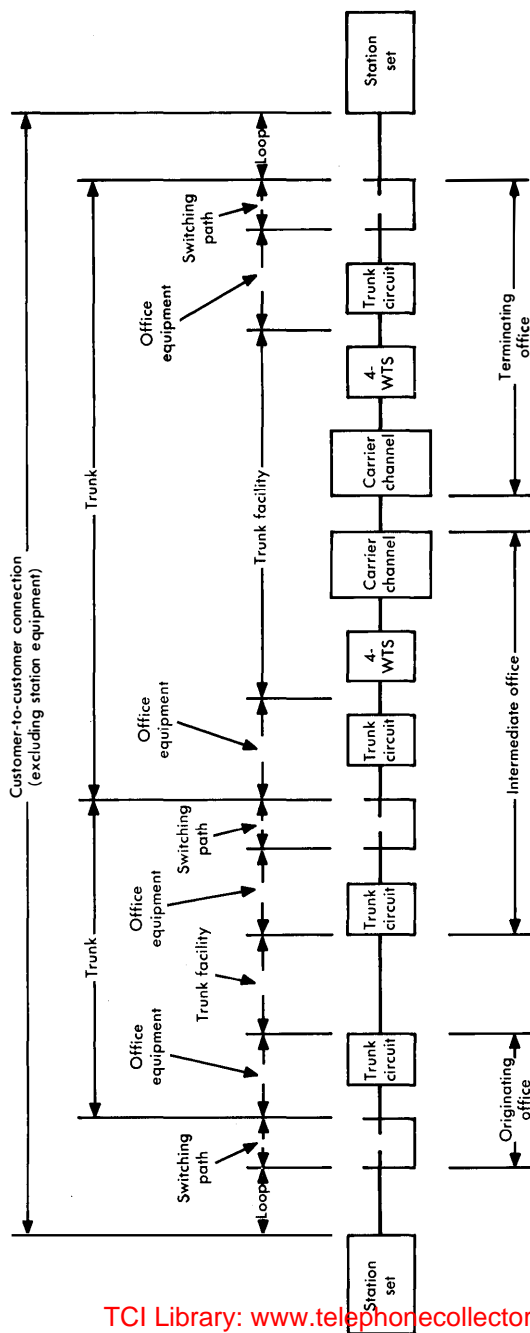 Customer-to-customer connection
(excluding station equipment)
Trunk
Trunk
Loop
Switching
path
Office
equipment
Trunk facility
Office
equipment
Switching
path
Office
equipment
Trunk facility
Office
equipment
Switching
path
Loop
Station
set
Trunk
circuit
Trunk
circuit
Trunk
circuit
4-
WTS
Carrier
channel
Carrier
channel
4-
WTS
Trunk
circuit
Station
set
Originating
office
Intermediate office
Terminating
office
TCI Library: www.telephonecollector